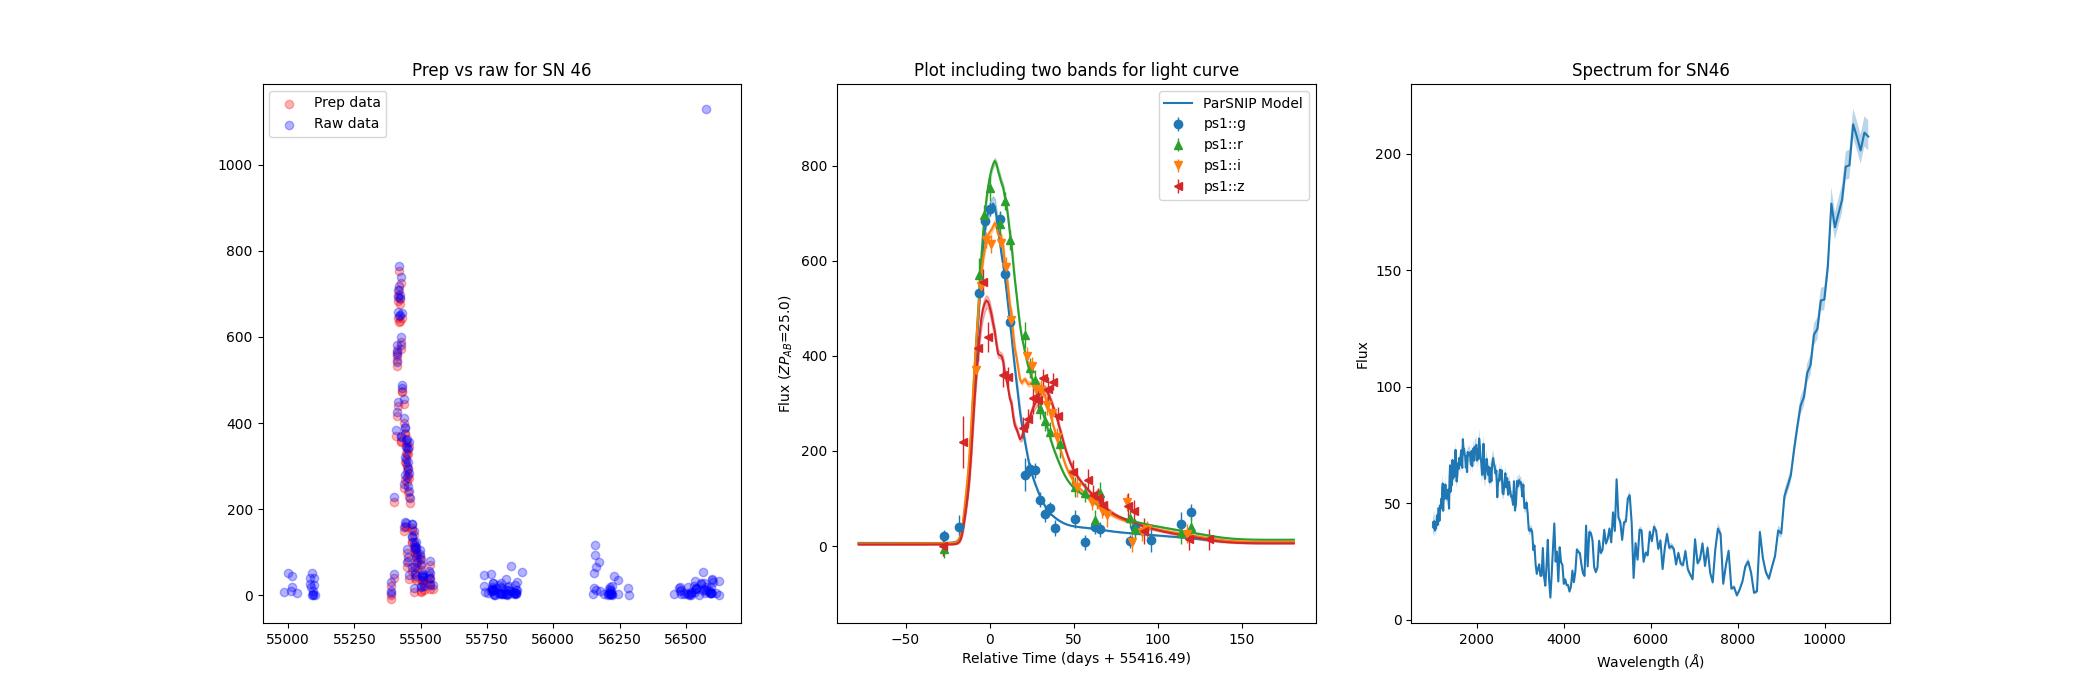 Prep vs raw for SN 46
Prep data
Raw data
1000
800
600
400
200
0
55000
55250
55500
55750
56000
56250
56500
Plot including two bands for light curve
ParSNIP Model
ps1::g
ps1::r
ps1::i
ps1::z
Flux (ZP_AB=25.0)
800
600
400
200
0
−50
0
50
100
150
Relative Time (days + 55416.49)
Spectrum for SN46
Flux
200
150
100
50
0
2000
4000
6000
8000
10000
Wavelength (Å)